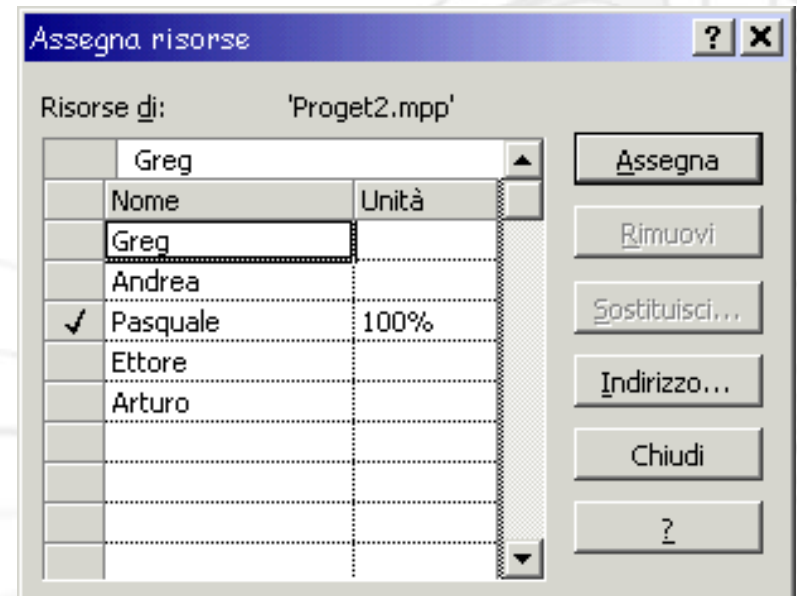 Assegna risorse
Risorse di: 'Proget2.mpp'
Greg
Nome Unità
Greg
Andrea
Pasquale 100%
Ettore
Arturo
Assegna
Rimuovi
Sostituisci...
Indirizzo...
Chiudi
?